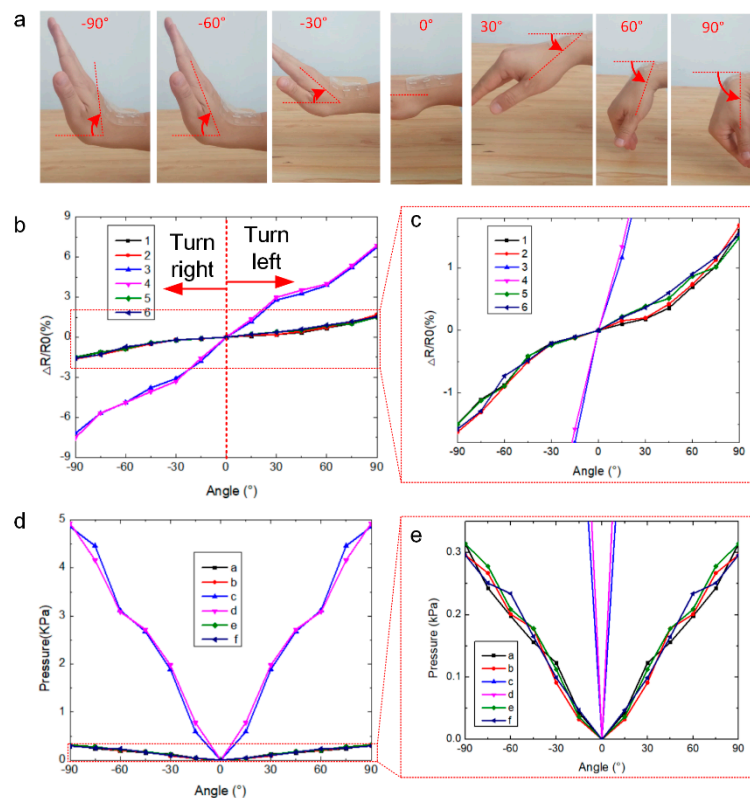 a
-90°
-60°
-30°
0°
30°
60°
90°
b
9
6
3
0
-3
-6
-9
△R/R0(%)
1
2
3
4
5
6
Turn right
Turn left
-90 -60 -30 0 30 60 90
Angle (°)
c
1
0
-1
△R/R0(%)
1
2
3
4
5
6
-90 -60 -30 0 30 60 90
Angle (°)
d
5
4
3
2
1
0
Pressure(KPa)
a
b
c
d
e
f
-90 -60 -30 0 30 60 90
Angle (°)
e
0.3
0.2
0.1
0.0
Pressure (kPa)
a
b
c
d
e
f
-90 -60 -30 0 30 60 90
Angle (°)